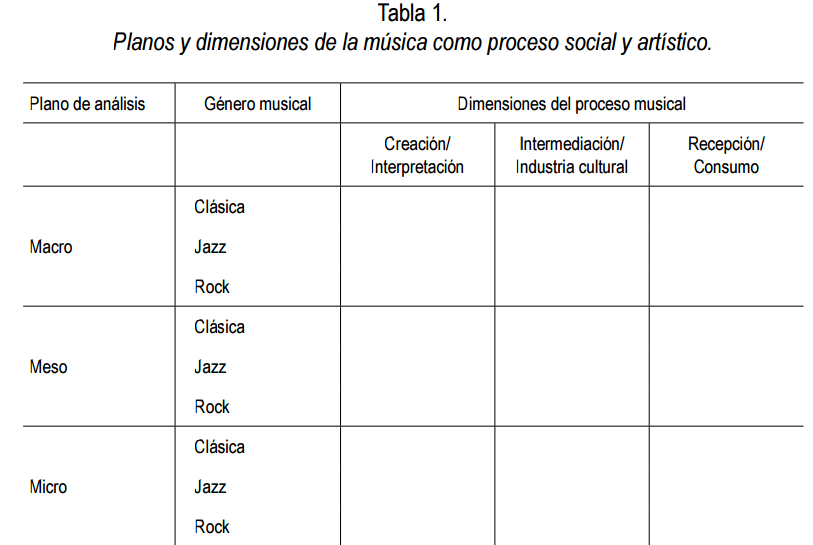 Tabla 1.
Planos y dimensiones de la música como proceso social y artístico.
Plano de análisis Género musical Dimensiones del proceso musical
Creación/ Intermediación/ Recepción/
Interpretación Industria cultural Consumo
Clásica
Macro Jazz
Rock
Clásica
Meso Jazz
Rock
Clásica
Micro Jazz
Rock